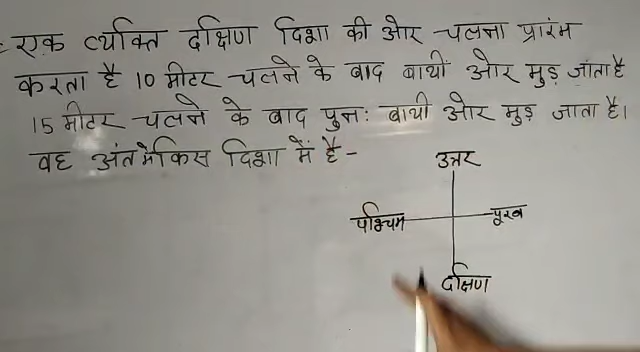 एक व्यक्ति दक्षिण दिशा की ओर चलना प्रारंभ
करता है 10 मीटर चलने के बाद बायी ओर मुड़ जाता है
15 मीटर चलने के बाद पुनः बायी ओर मुड़ जाता है।
वह अंत में किस दिशा में है -
उत्तर
पश्चिम पूरब
दक्षिण